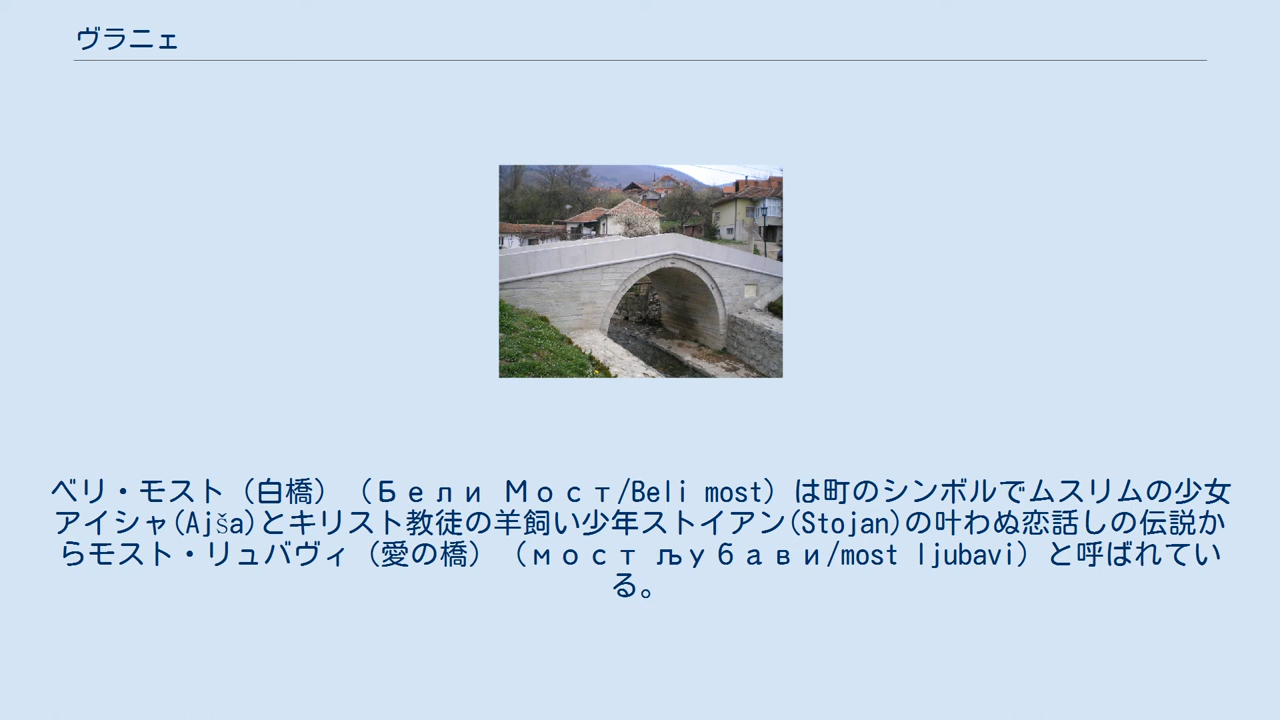 ヴラニェ
ベリ・モスト（白橋）（Бели Мост/Beli most）は町のシンボルでムスリムの少女
アイシャ(Ajša)とキリスト教徒の羊飼い少年ストイアン(Stojan)の叶わぬ恋話しの伝説か
らモスト・リュバヴィ（愛の橋）（мост љубави/most ljubavi）と呼ばれてい
る。